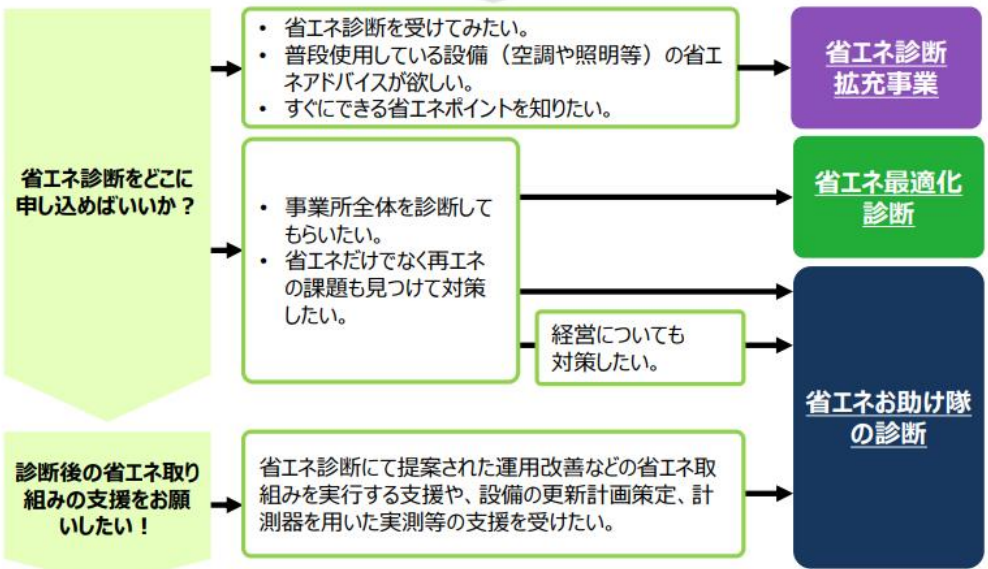 省エネ診断をどこに
申し込めばいいか？
• 省エネ診断を受けてみたい。
• 普段使用している設備（空調や照明等）の省エ
ネアドバイスが欲しい。
• すぐにできる省エネポイントを知りたい。
省エネ診断
拡充事業
• 事業所全体を診断して
もらいたい。
• 省エネだけでなく再エネ
の課題も見つけて対策
したい。
省エネ最適化
診断
経営についても
対策したい。
省エネお助け隊
の診断
診断後の省エネ取り
組みの支援をお願
いしたい！
省エネ診断にて提案された運用改善などの省エネ取
組みを実行する支援や、設備の更新計画策定、計
測器を用いた実測等の支援を受けたい。